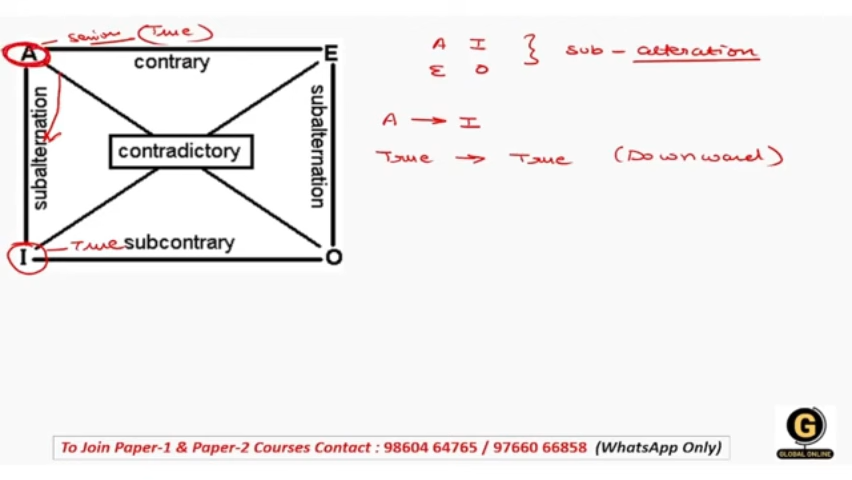 senior (True)
A
E
contrary
A I
E O
} sub - alteration
subalternation
contradictory
subalternation
A → I
True → True (Downward)
I
True
subcontrary
O
G
GLOBAL ONLINE
To Join Paper-1 & Paper-2 Courses Contact : 98604 64765 / 97660 66858 (WhatsApp Only)